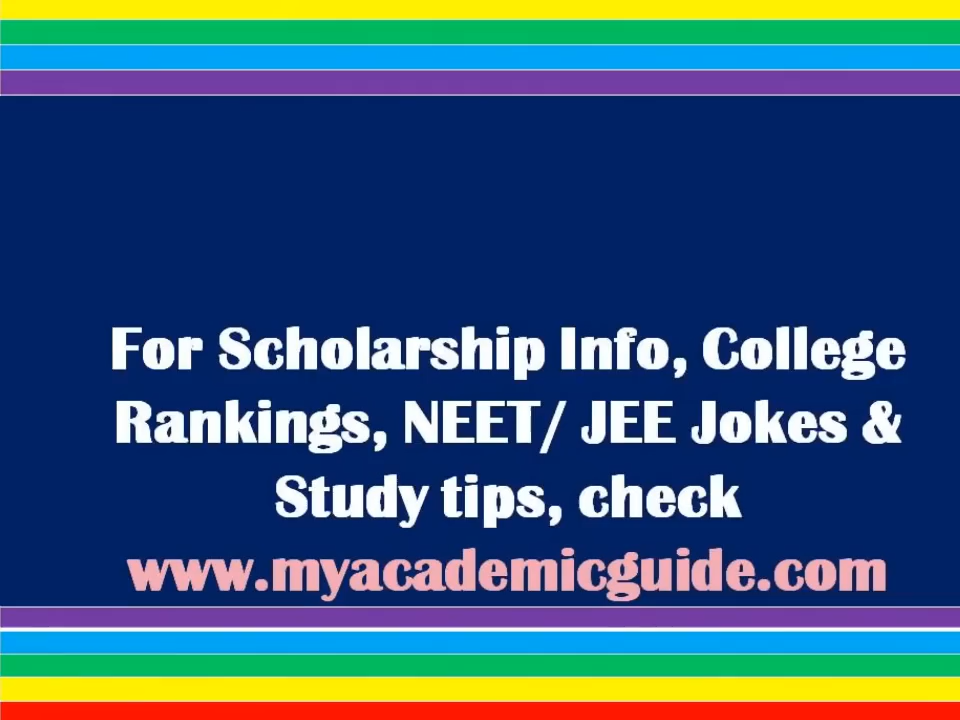 For Scholarship Info, College
Rankings, NEET/ JEE Jokes &
Study tips, check
www.myacademicguide.com